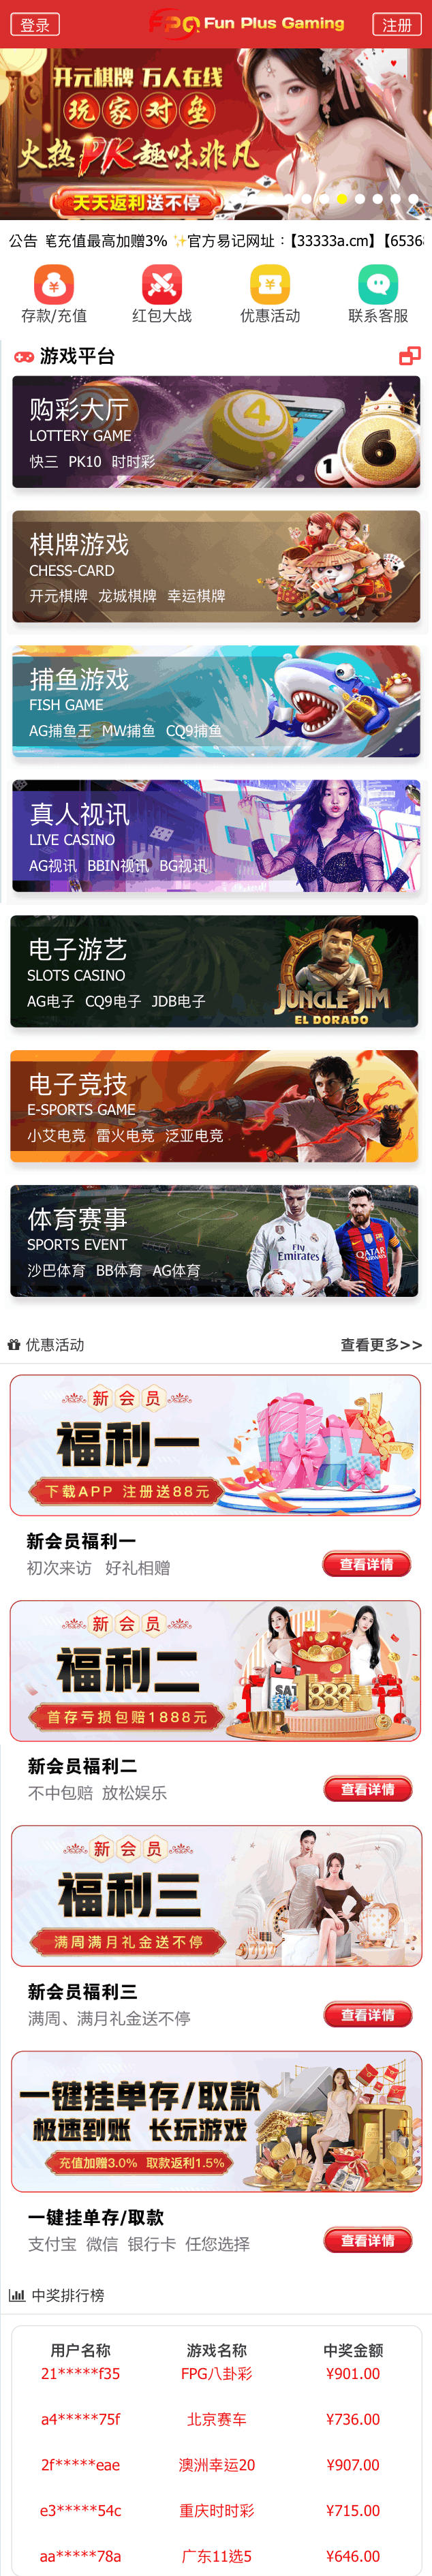 登录
FPG Fun Plus Gaming
注册
开元棋牌 万人在线
玩家对垒
火热PK趣味非凡
天天返利送不停
公告
笔充值最高加赠3% ✨官方易记网址：【33333a.cm】【6536
存款/充值
红包大战
优惠活动
联系客服
游戏平台
购彩大厅
LOTTERY GAME
快三 PK10 时时彩
4
1
6
棋牌游戏
CHESS-CARD
开元棋牌 龙城棋牌 幸运棋牌
捕鱼游戏
FISH GAME
AG捕鱼王 MW捕鱼 CQ9捕鱼
真人视讯
LIVE CASINO
AG视讯 BBIN视讯 BG视讯
电子游艺
SLOTS CASINO
AG电子 CQ9电子 JDB电子
JUNGLE JIM
EL DORADO
电子竞技
E-SPORTS GAME
小艾电竞 雷火电竞 泛亚电竞
体育赛事
SPORTS EVENT
沙巴体育 BB体育 AG体育
Fly
Emirates
QATAR
AIRWAYS
优惠活动
查看更多>>
新会员
福利一
下载APP 注册送88元
新会员福利一
初次来访 好礼相赠
查看详情
新会员
福利二
首存亏损包赔1888元
SAT
888
VIP
新会员福利二
不中包赔 放松娱乐
查看详情
新会员
福利三
满周满月礼金送不停
新会员福利三
满周、满月礼金送不停
查看详情
一键挂单存/取款
极速到账 长玩游戏
充值加赠3.0% 取款返利1.5%
一键挂单存/取款
支付宝 微信 银行卡 任您选择
查看详情
中奖排行榜
用户名称 游戏名称 中奖金额
21*****f35 FPG八卦彩 ¥901.00
a4*****75f 北京赛车 ¥736.00
2f*****eae 澳洲幸运20 ¥907.00
e3*****54c 重庆时时彩 ¥715.00
aa*****78a 广东11选5 ¥646.00